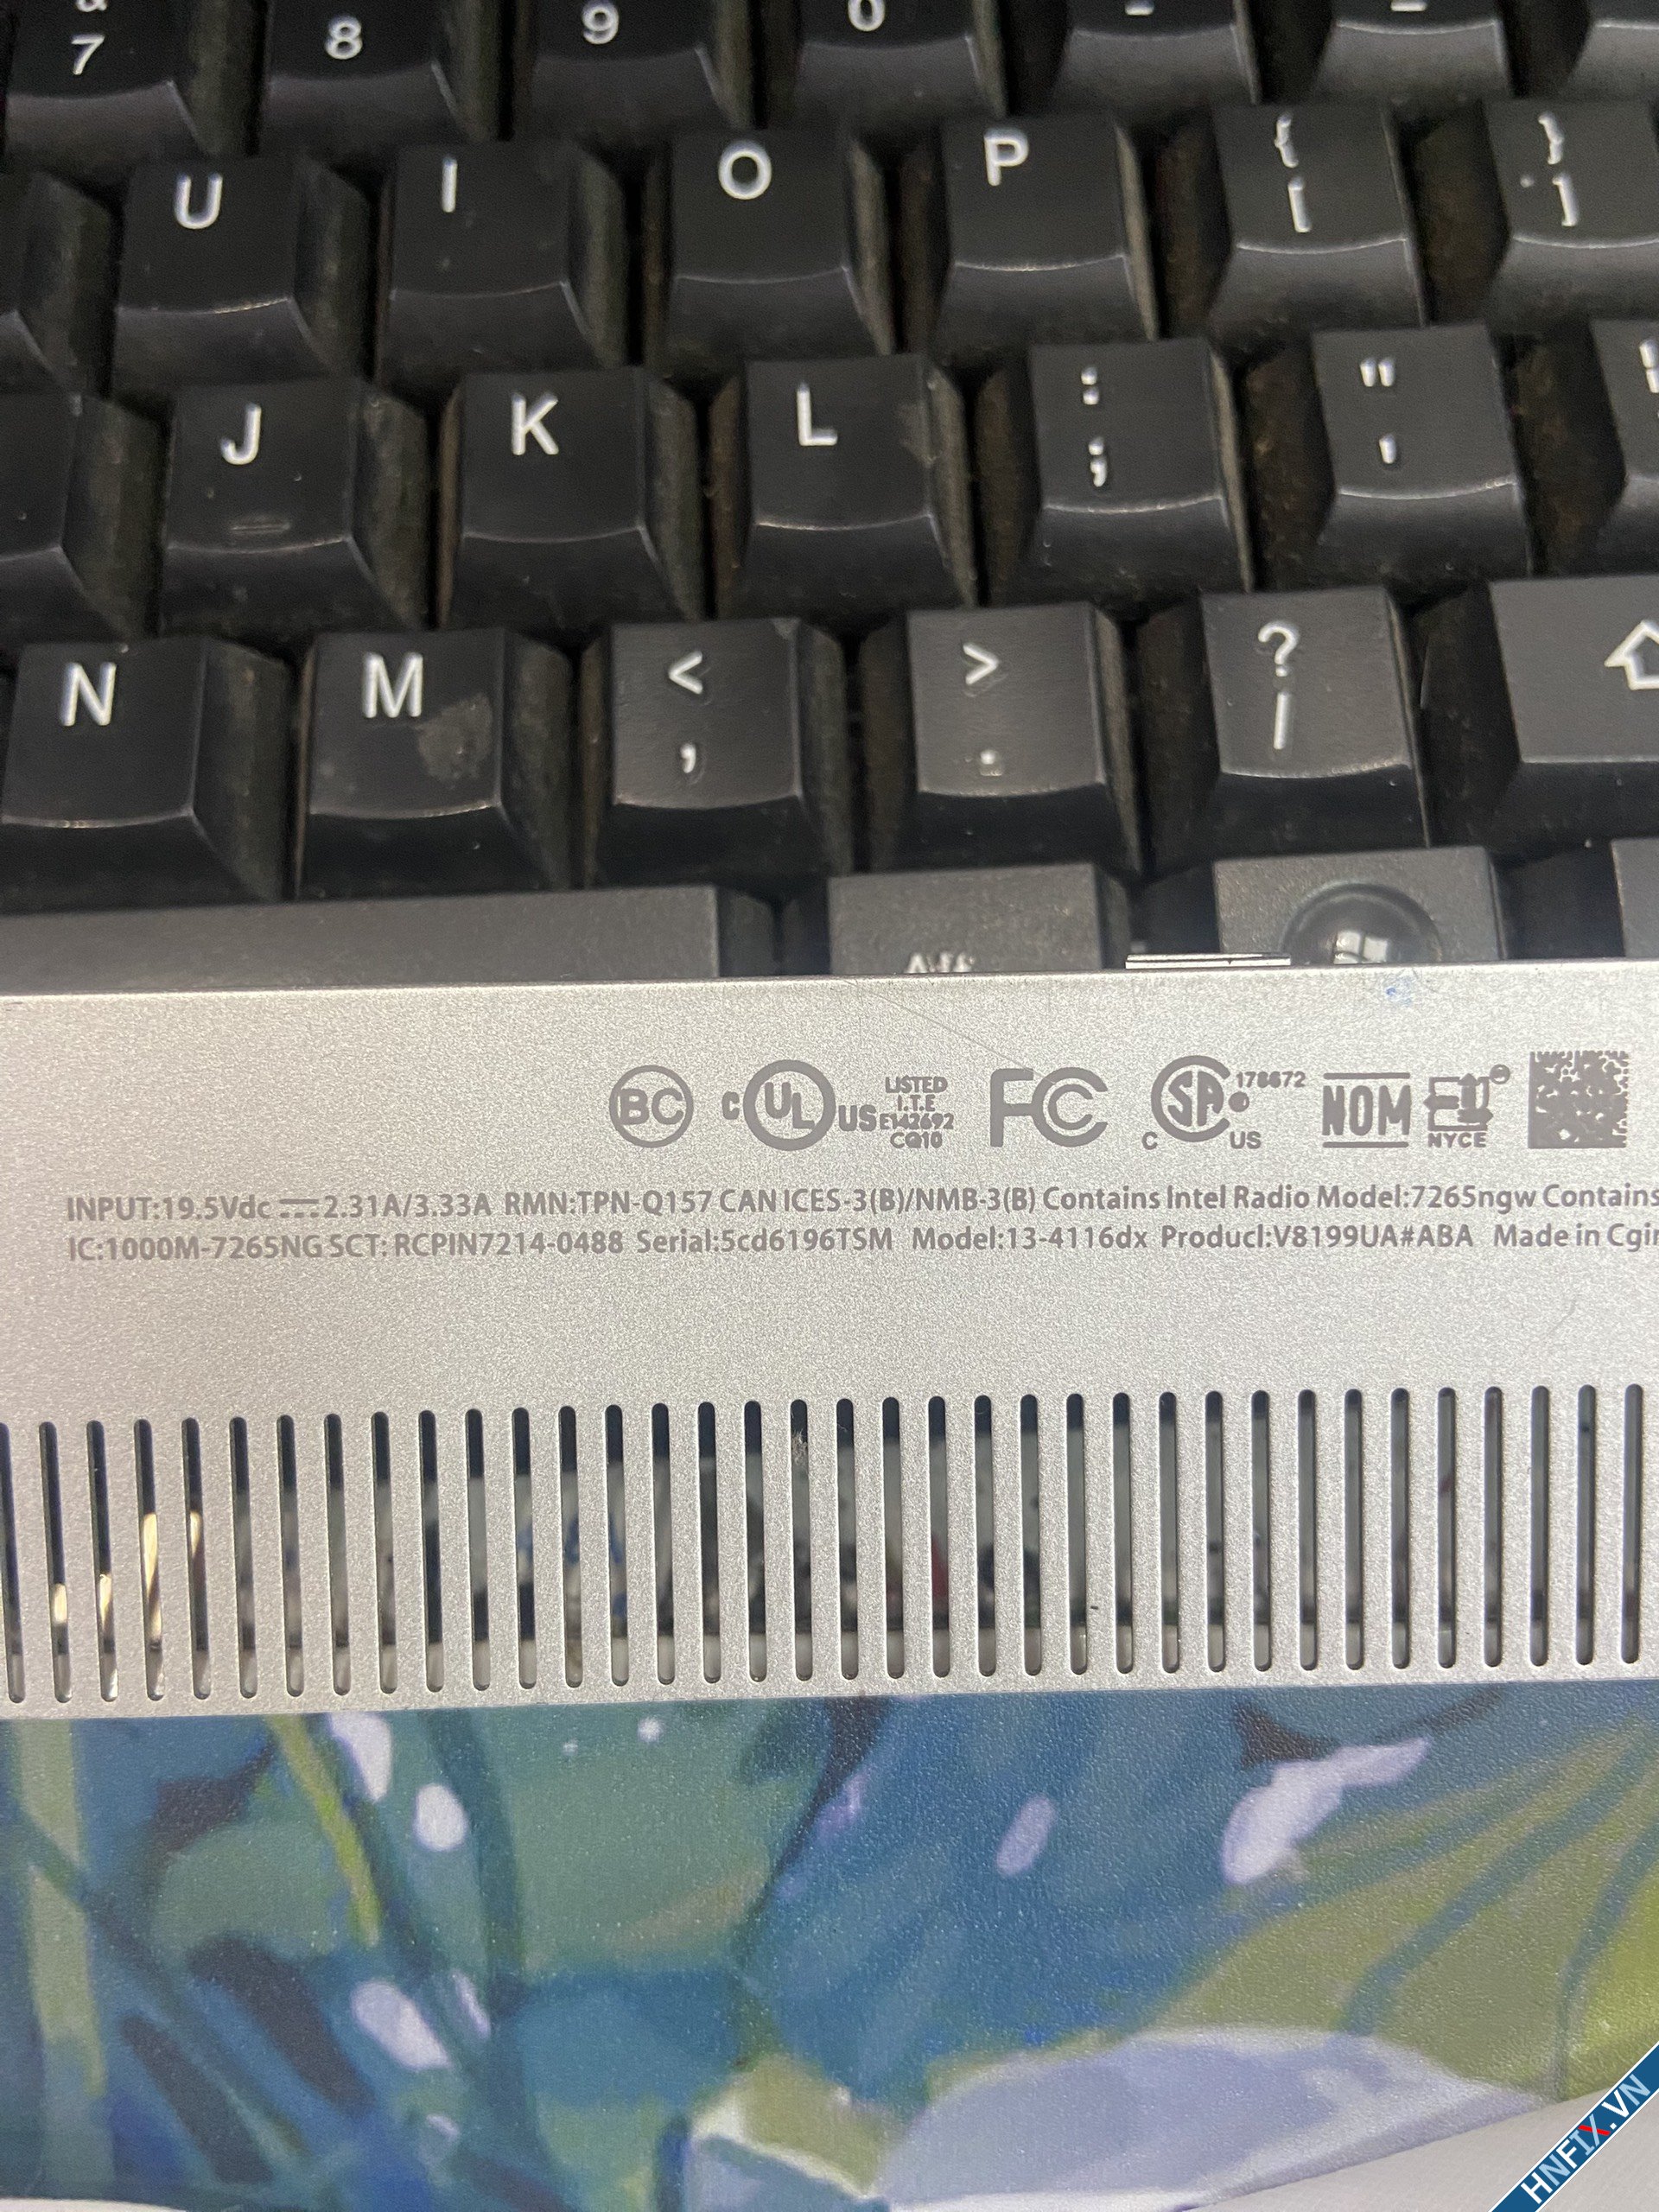 7 8 9 0
U I O P { [ } ]
J K L : ; " '
N M < , > . ? /
BC c UL US LISTED I.T.E E142692 CQ10 FC C SA US 178672 NOM NYCE
INPUT:19.5Vdc 2.31A/3.33A RMN:TPN-Q157 CAN ICES-3(B)/NMB-3(B) Contains Intel Radio Model:7265ngw Contains
IC:1000M-7265NG SCT: RCPIN7214-0488 Serial:5cd6196TSM Model:13-4116dx Producl:V8199UA#ABA Made in Cgi
HNFIX.VN